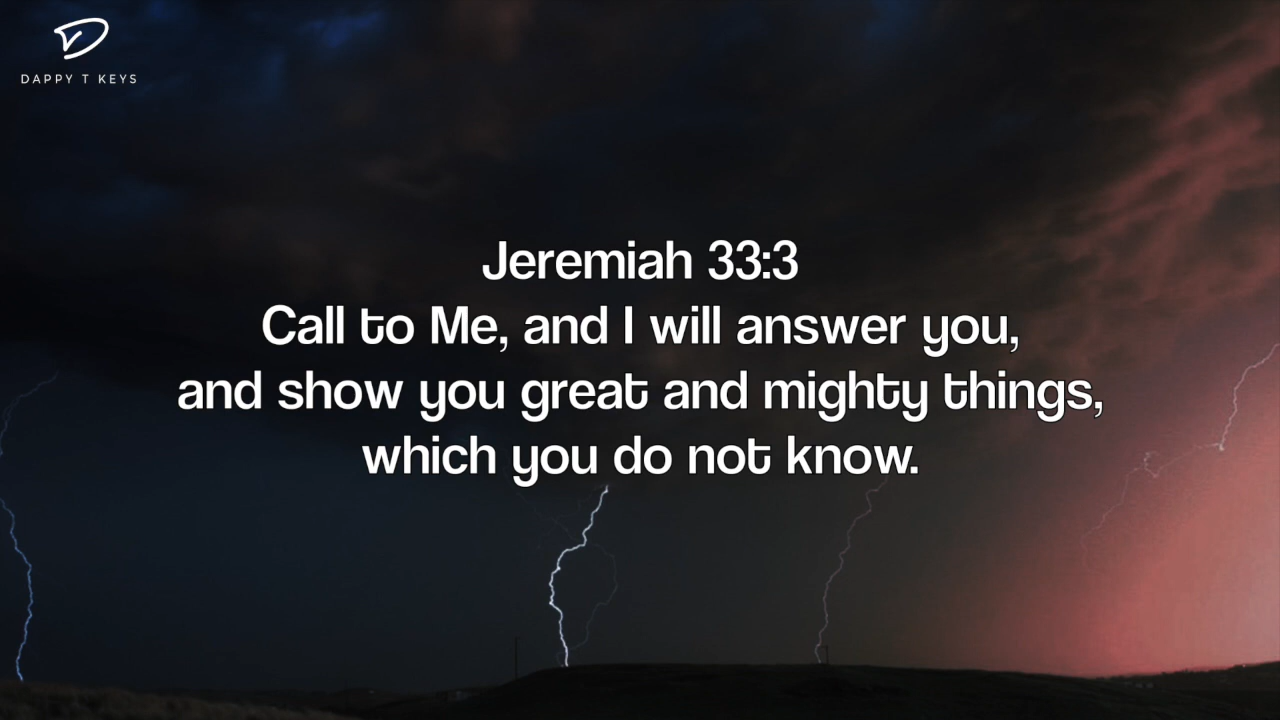 DAPPY T KEYS
Jeremiah 33:3
Call to Me, and I will answer you,
and show you great and mighty things,
which you do not know.